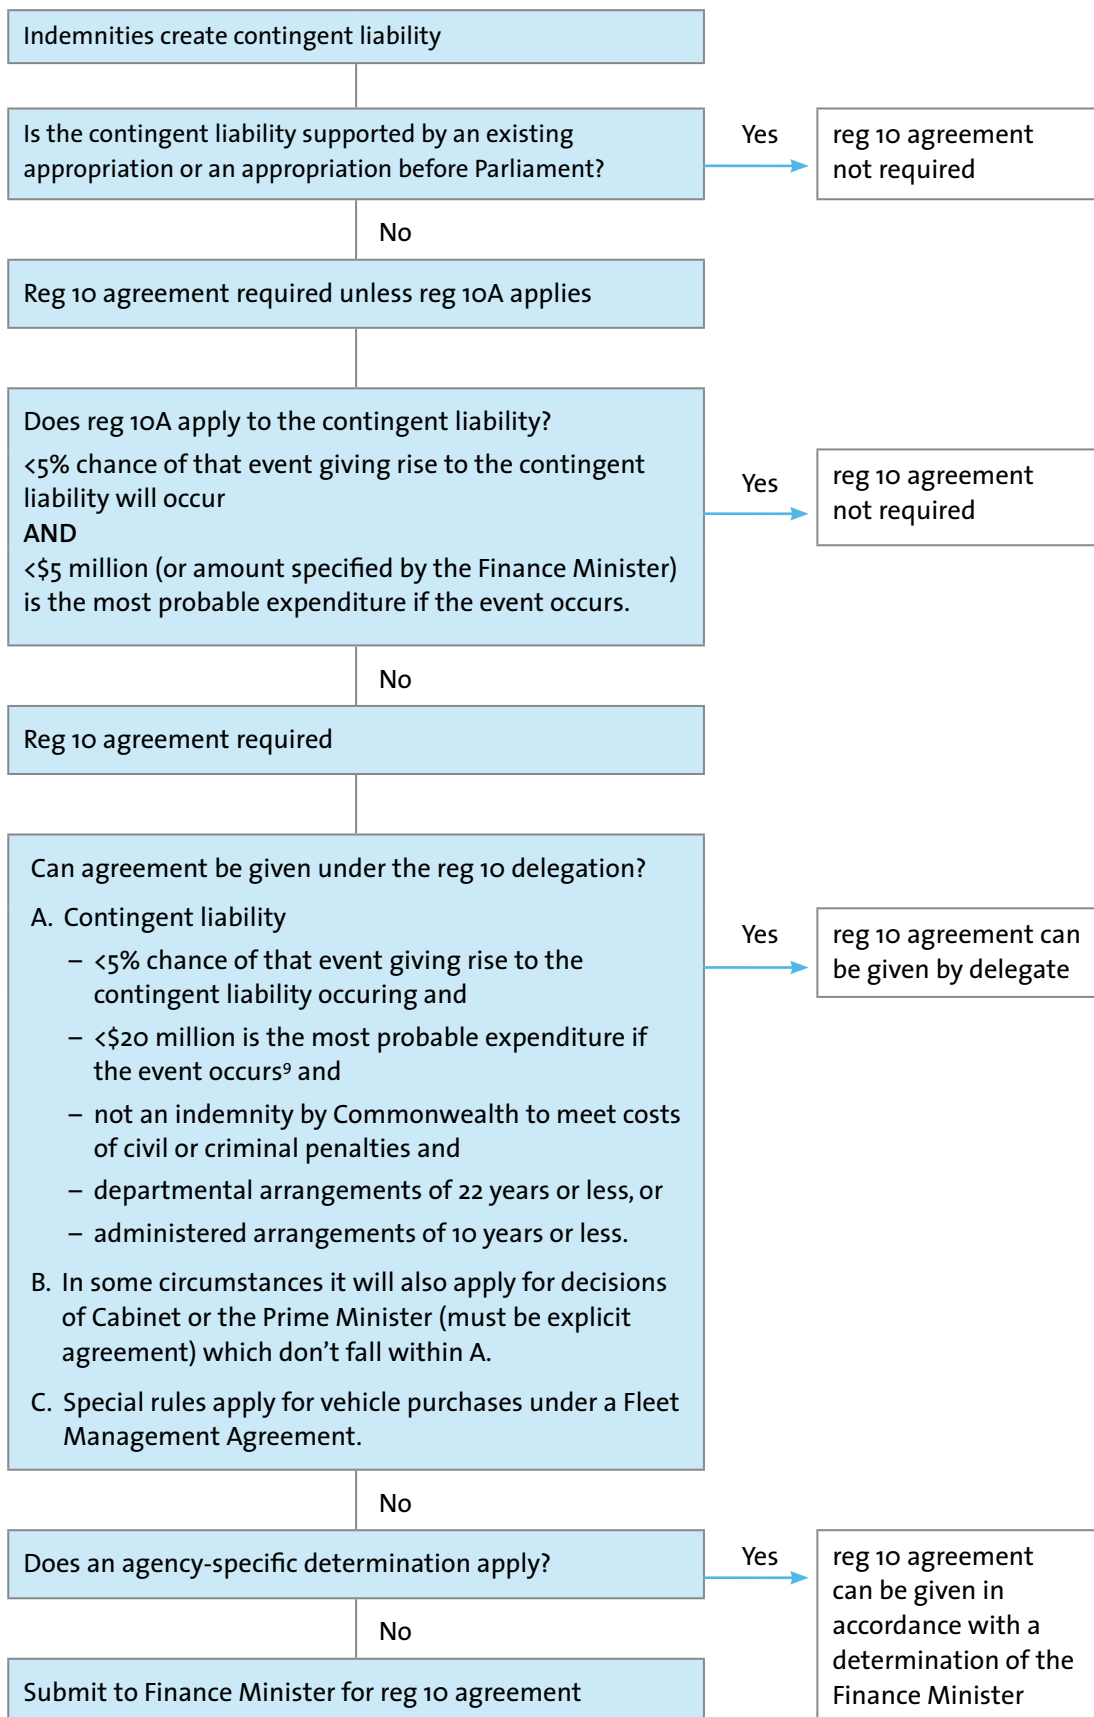 Indemnities create contingent liability
Is the contingent liability supported by an existing
appropriation or an appropriation before Parliament?
Yes
reg 10 agreement
not required
No
Reg 10 agreement required unless reg 10A applies
Does reg 10A apply to the contingent liability?
<5% chance of that event giving rise to the contingent
liability will occur
AND
<$5 million (or amount specified by the Finance Minister)
is the most probable expenditure if the event occurs.
Yes
reg 10 agreement
not required
No
Reg 10 agreement required
Can agreement be given under the reg 10 delegation?
A. Contingent liability
– <5% chance of that event giving rise to the
contingent liability occuring and
– <$20 million is the most probable expenditure if
the event occurs⁹ and
– not an indemnity by Commonwealth to meet costs
of civil or criminal penalties and
– departmental arrangements of 22 years or less, or
– administered arrangements of 10 years or less.
B. In some circumstances it will also apply for decisions
of Cabinet or the Prime Minister (must be explicit
agreement) which don’t fall within A.
C. Special rules apply for vehicle purchases under a Fleet
Management Agreement.
Yes
reg 10 agreement can
be given by delegate
No
Does an agency-specific determination apply?
Yes
reg 10 agreement
can be given in
accordance with a
determination of the
Finance Minister
No
Submit to Finance Minister for reg 10 agreement